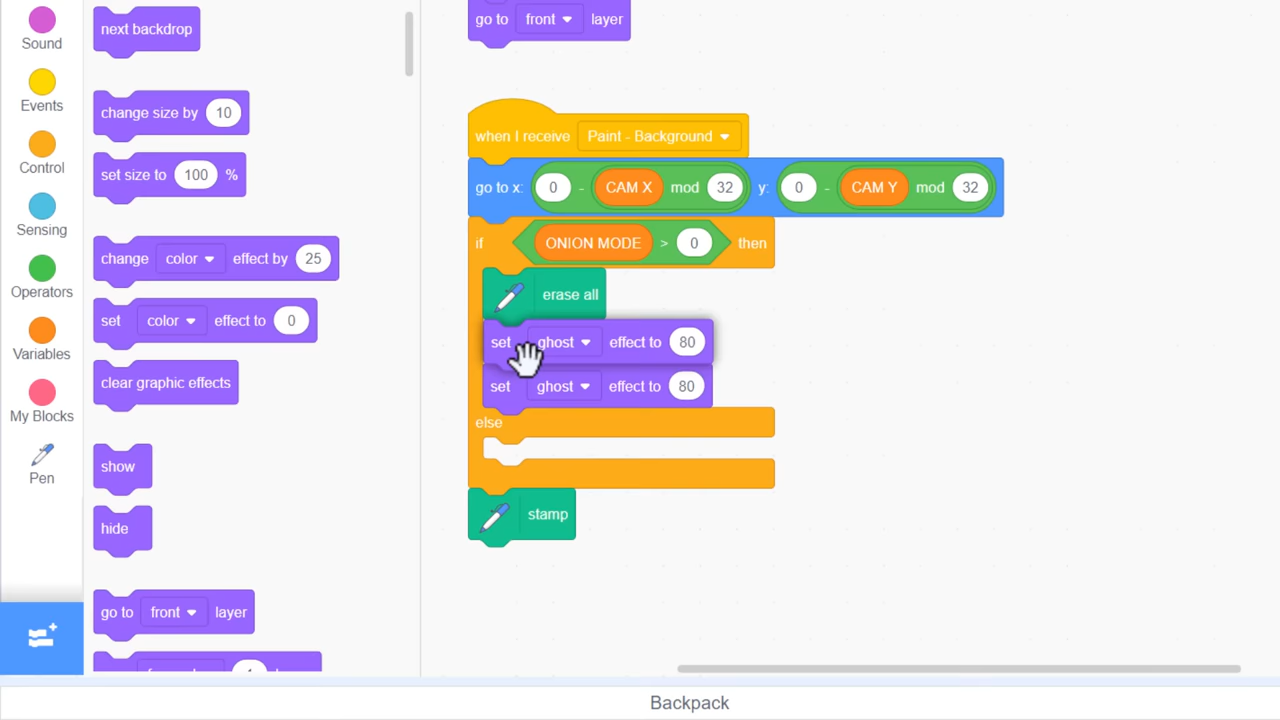 Sound
Events
Control
Sensing
Operators
Variables
My Blocks
Pen
next backdrop
change size by 10
set size to 100 %
change color effect by 25
set color effect to 0
clear graphic effects
show
hide
go to front layer
go to front layer
when I receive Paint - Background
go to x: 0 - CAM X mod 32 y: 0 - CAM Y mod 32
if ONION MODE > 0 then
erase all
set ghost effect to 80
set ghost effect to 80
else
stamp
Backpack